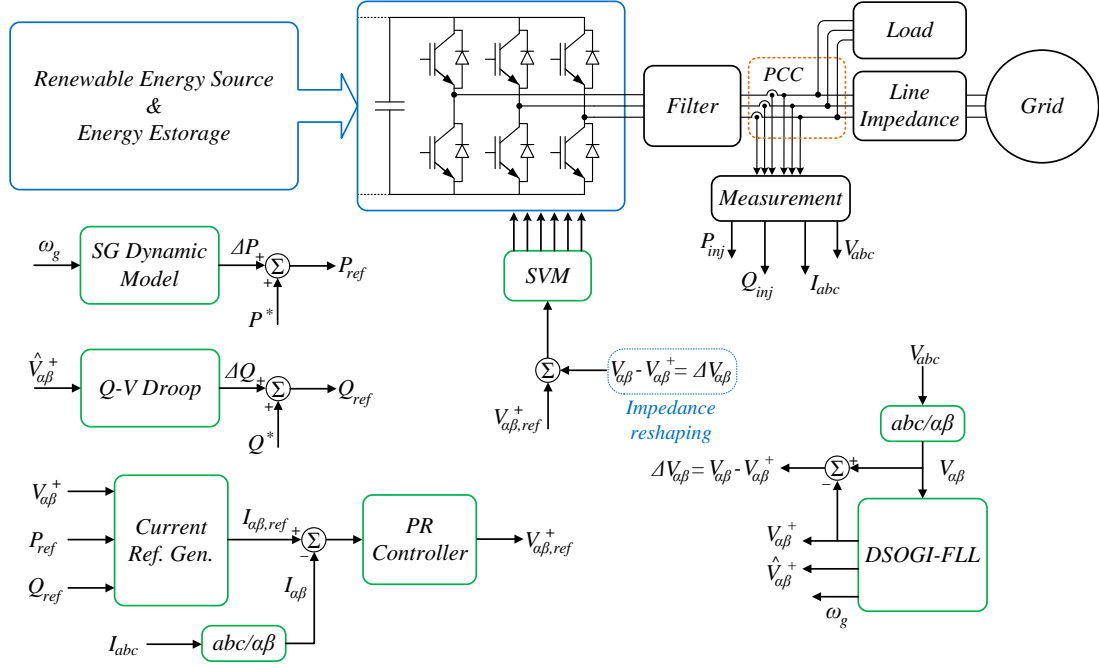 Renewable Energy Source
&
Energy Estorage
Filter
PCC
Load
Line
Impedance
Grid
Measurement
P_inj
Q_inj
I_abc
V_abc
SVM
Σ
V_αβ,ref^+
V_αβ - V_αβ^+ = ΔV_αβ
Impedance
reshaping
ω_g
SG Dynamic
Model
ΔP
+
Σ
+
P_ref
P*
V̂_αβ^+
Q-V Droop
ΔQ
+
Σ
+
Q_ref
Q*
V_αβ^+
P_ref
Q_ref
Current
Ref. Gen.
I_αβ,ref
+
Σ
−
I_αβ
I_abc
abc/αβ
PR
Controller
V_αβ,ref^+
V_abc
abc/αβ
V_αβ
ΔV_αβ = V_αβ - V_αβ^+
Σ
+
−
V_αβ^+
V̂_αβ^+
ω_g
DSOGI-FLL